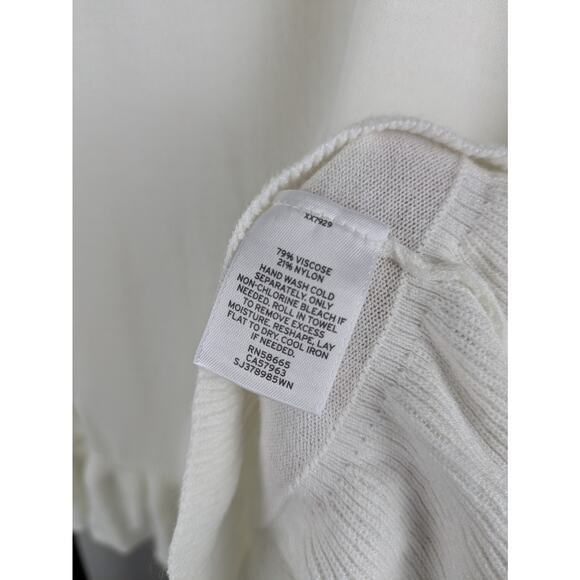 XX7929
79% VISCOSE
21% NYLON
HAND WASH COLD
SEPARATELY. ONLY
NON-CHLORINE BLEACH IF
NEEDED, ROLL IN TOWEL
TO REMOVE EXCESS
MOISTURE. RESHAPE, LAY
FLAT TO DRY. COOL IRON
IF NEEDED.
RN58665
CA57963
SJ378985WN